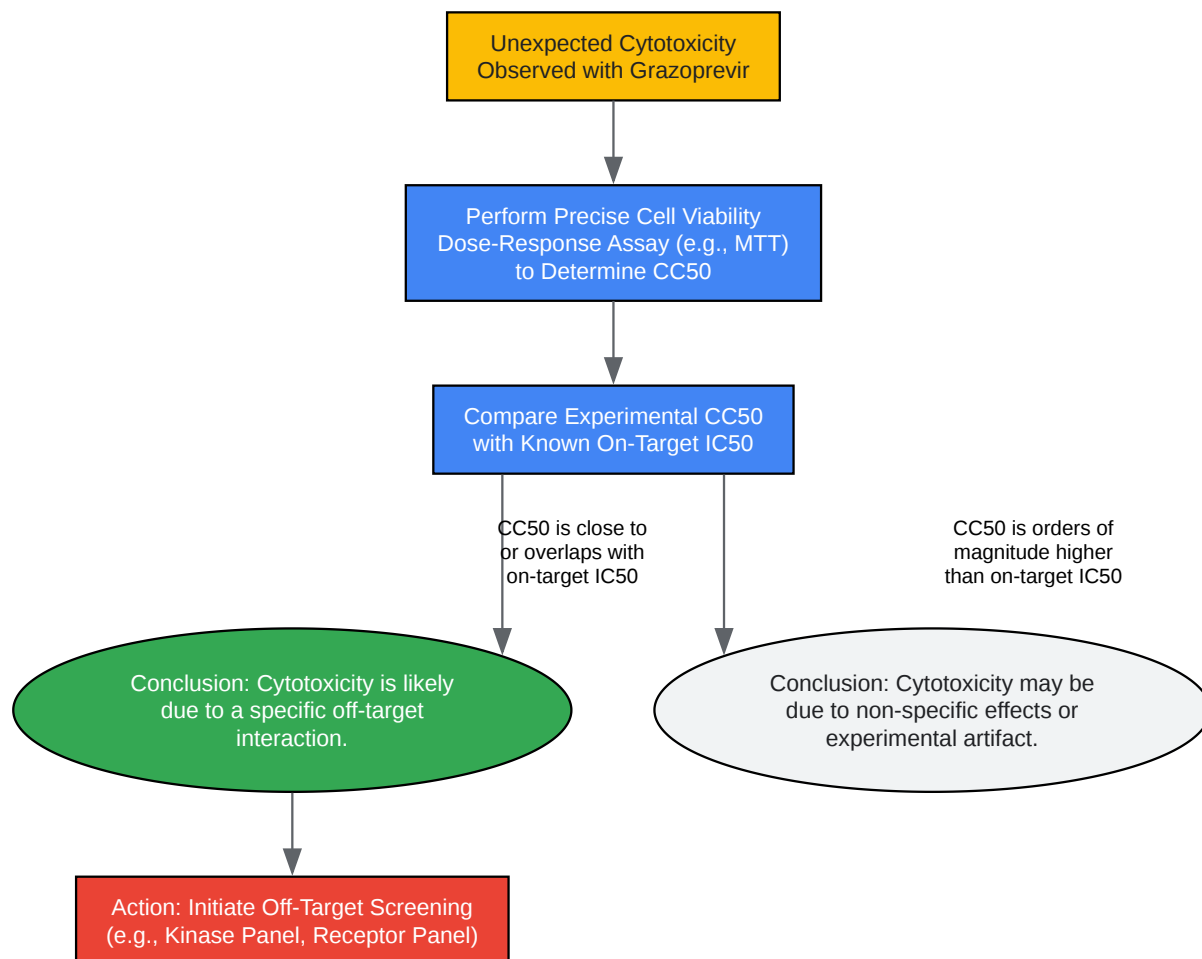 Unexpected Cytotoxicity
Observed with Grazoprevir
Perform Precise Cell Viability
Dose-Response Assay (e.g., MTT)
to Determine CC50
Compare Experimental CC50
with Known On-Target IC50
CC50 is close to
or overlaps with
on-target IC50
CC50 is orders of
magnitude higher
than on-target IC50
Conclusion: Cytotoxicity is likely
due to a specific off-target
interaction.
Conclusion: Cytotoxicity may be
due to non-specific effects or
experimental artifact.
Action: Initiate Off-Target Screening
(e.g., Kinase Panel, Receptor Panel)